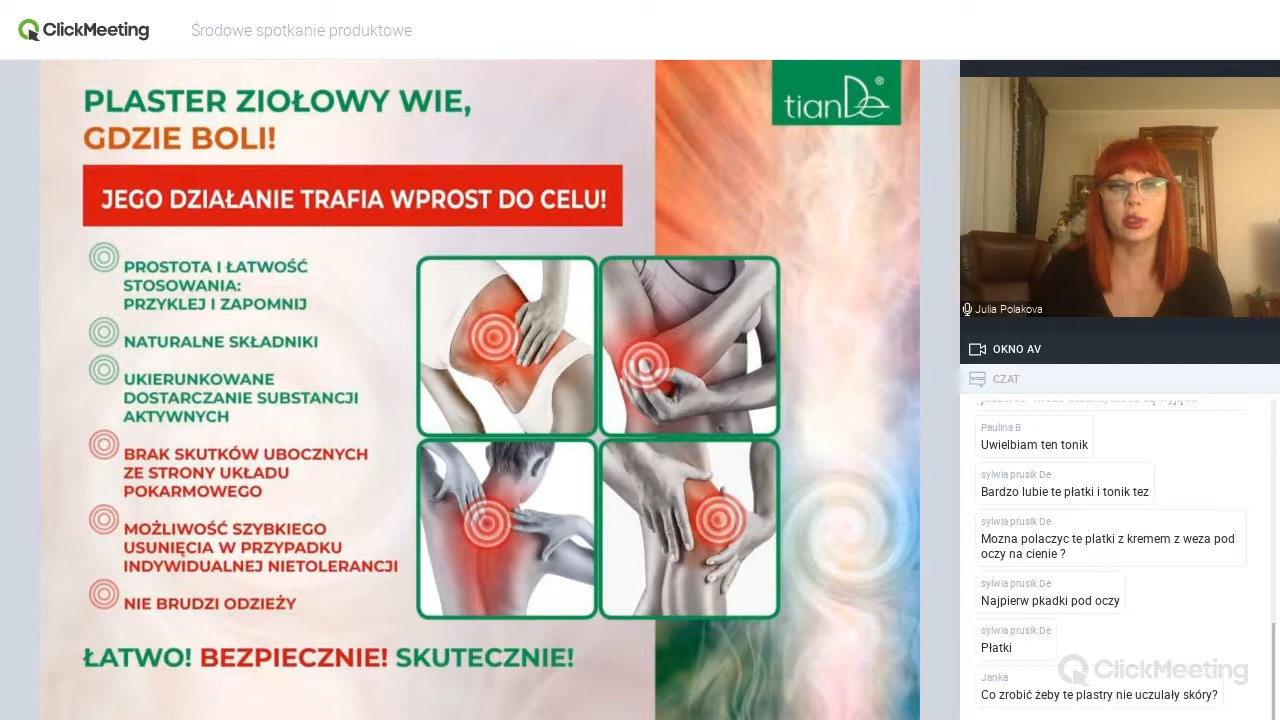 ClickMeeting
Środowe spotkanie produktowe
PLASTER ZIOŁOWY WIE,
GDZIE BOLI!
tianDe®
JEGO DZIAŁANIE TRAFIA WPROST DO CELU!
PROSTOTA I ŁATWOŚĆ
STOSOWANIA:
PRZYKLEJ I ZAPOMNIJ
NATURALNE SKŁADNIKI
UKIERUNKOWANE
DOSTARCZANIE SUBSTANCJI
AKTYWNYCH
BRAK SKUTKÓW UBOCZNYCH
ZE STRONY UKŁADU
POKARMOWEGO
MOŻLIWOŚĆ SZYBKIEGO
USUNIĘCIA W PRZYPADKU
INDYWIDUALNEJ NIETOLERANCJI
NIE BRUDZI ODZIEŻY
ŁATWO! BEZPIECZNIE! SKUTECZNIE!
Julia Polakova
OKNO AV
CZAT
Paulina B
Uwielbiam ten tonik
sylwia prusik De
Bardzo lubie te płatki i tonik tez
sylwia prusik De
Mozna polaczyc te platki z kremem z weza pod
oczy na cienie ?
sylwia prusik De
Najpierw pkadki pod oczy
sylwia prusik De
Płatki
Janka
Co zrobić żeby te plastry nie uczulały skóry?
ClickMeeting